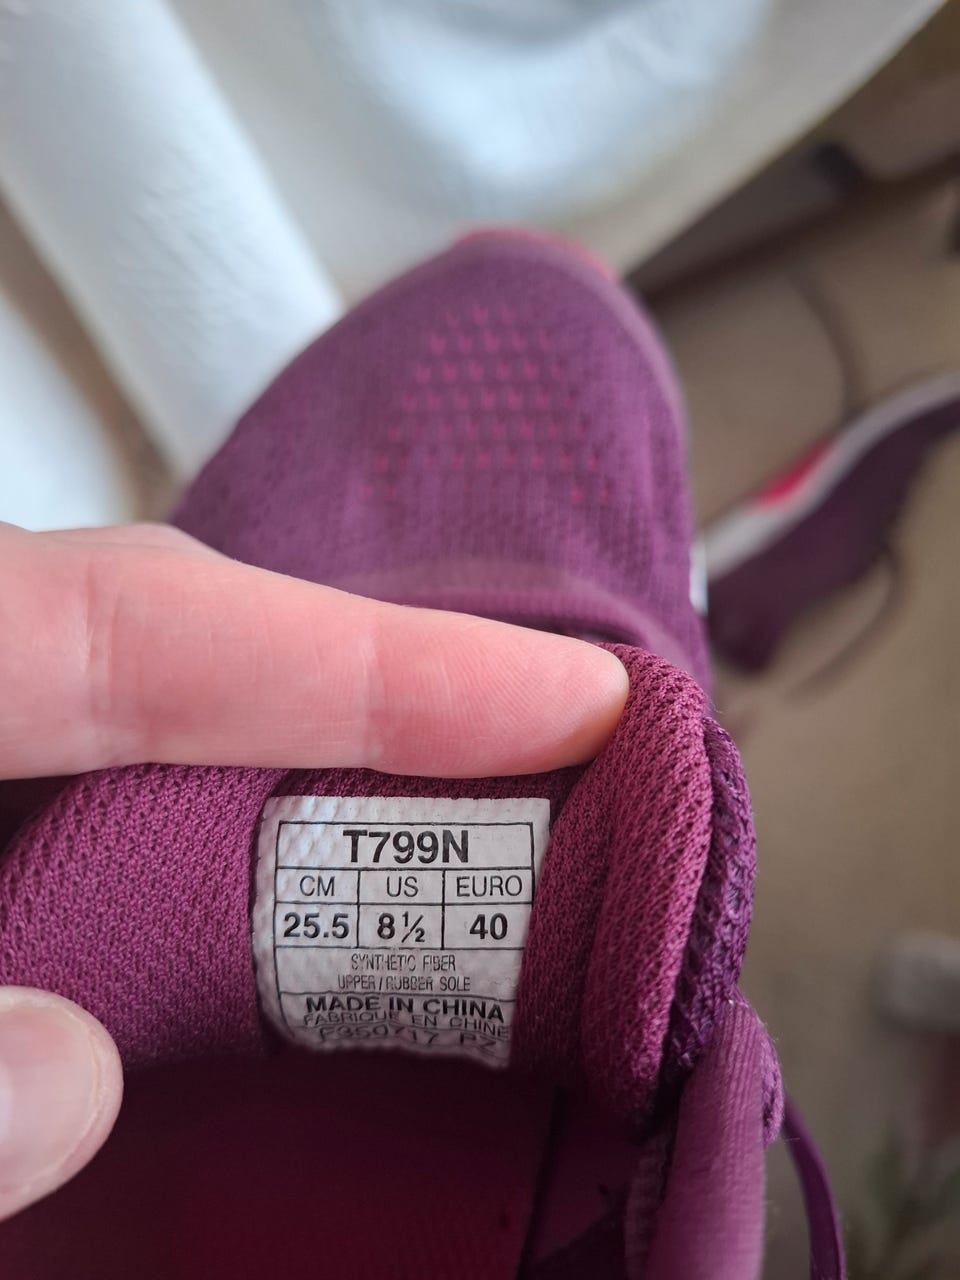 T799N
CM US EURO
25.5 8½ 40
SYNTHETIC FIBER
UPPER / RUBBER SOLE
MADE IN CHINA
FABRIQUE EN CHINE